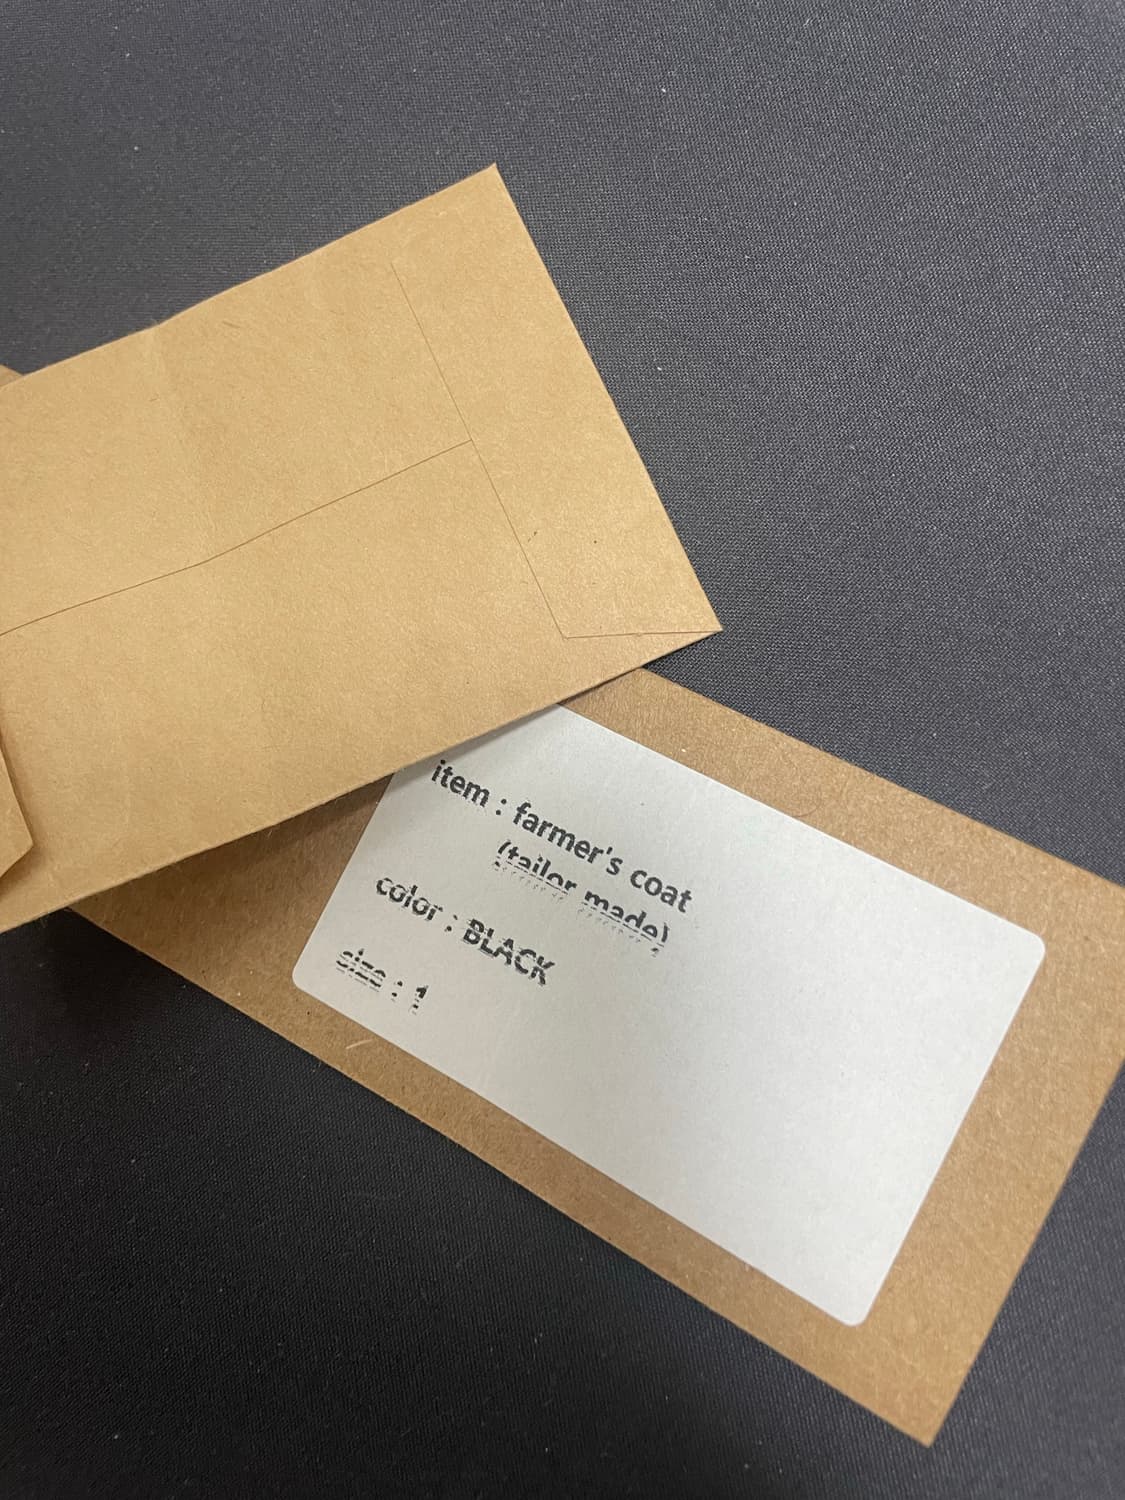 item : farmer's coat
(tailor made)
color : BLACK
size : 1